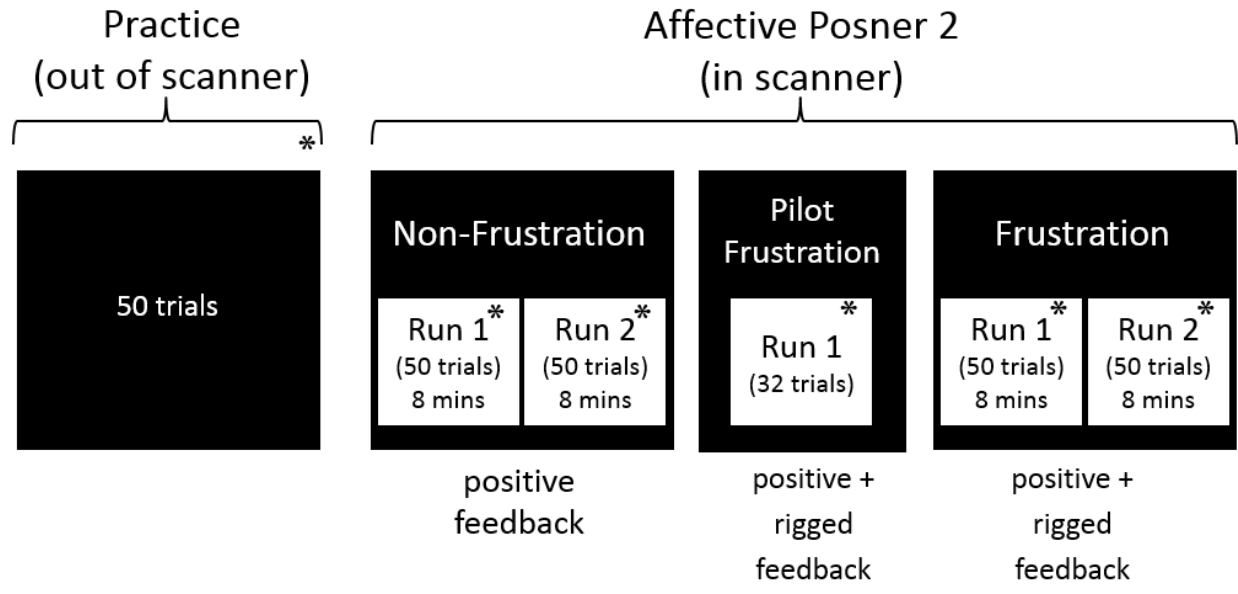 Practice
(out of scanner)
*
50 trials
Affective Posner 2
(in scanner)
Non-Frustration
Run 1*
(50 trials)
8 mins
Run 2*
(50 trials)
8 mins
positive
feedback
Pilot
Frustration
*
Run 1
(32 trials)
positive +
rigged
feedback
Frustration
Run 1*
(50 trials)
8 mins
Run 2*
(50 trials)
8 mins
positive +
rigged
feedback